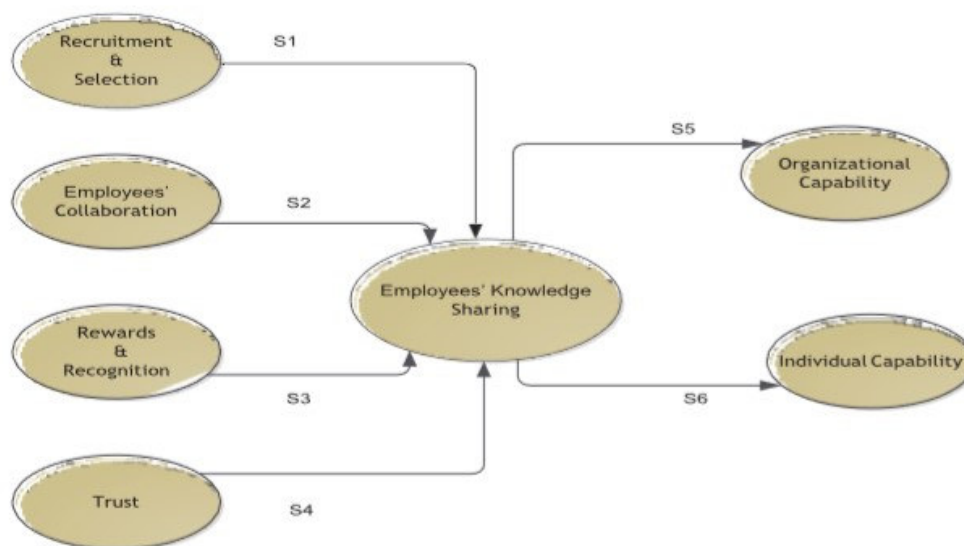 S1
Recruitment
&
Selection
S5
Organizational
Capability
Employees'
Collaboration
S2
Employees' Knowledge
Sharing
Rewards
&
Recognition
S3
Individual Capability
S6
Trust
S4